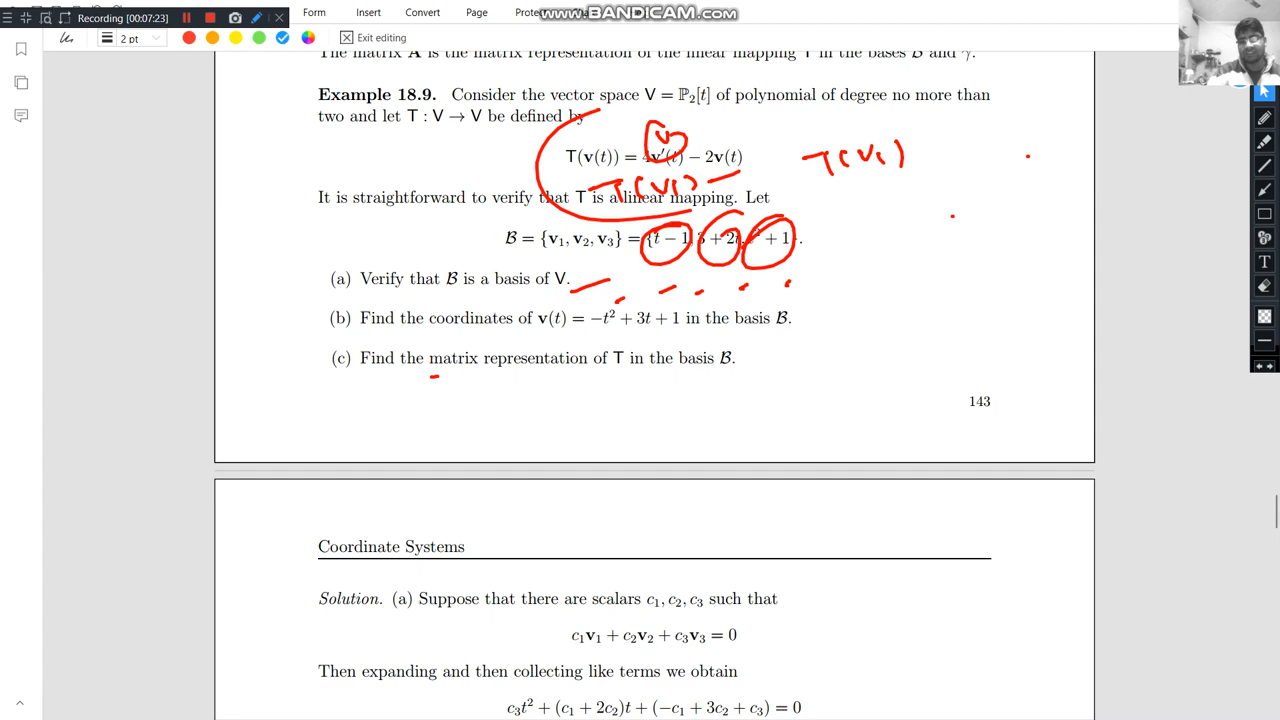 Recording [00:07:23]
Form Insert Convert Page
www.BANDICAM.com
2 pt Exit editing
The matrix A is the matrix representation of the linear mapping T in the bases B and γ.
Example 18.9. Consider the vector space V = ℙ₂[t] of polynomial of degree no more than
two and let T : V → V be defined by
T(v(t)) = 4v′(t) − 2v(t) T(v₁)
T(v₁)
It is straightforward to verify that T is a linear mapping. Let
ℬ = {v₁, v₂, v₃} = {t − 1, 3 + 2t, t² + 1}.
(a) Verify that ℬ is a basis of V.
(b) Find the coordinates of v(t) = −t² + 3t + 1 in the basis ℬ.
(c) Find the matrix representation of T in the basis ℬ.
143
Coordinate Systems
Solution. (a) Suppose that there are scalars c₁, c₂, c₃ such that
c₁v₁ + c₂v₂ + c₃v₃ = 0
Then expanding and then collecting like terms we obtain
c₃t² + (c₁ + 2c₂)t + (−c₁ + 3c₂ + c₃) = 0